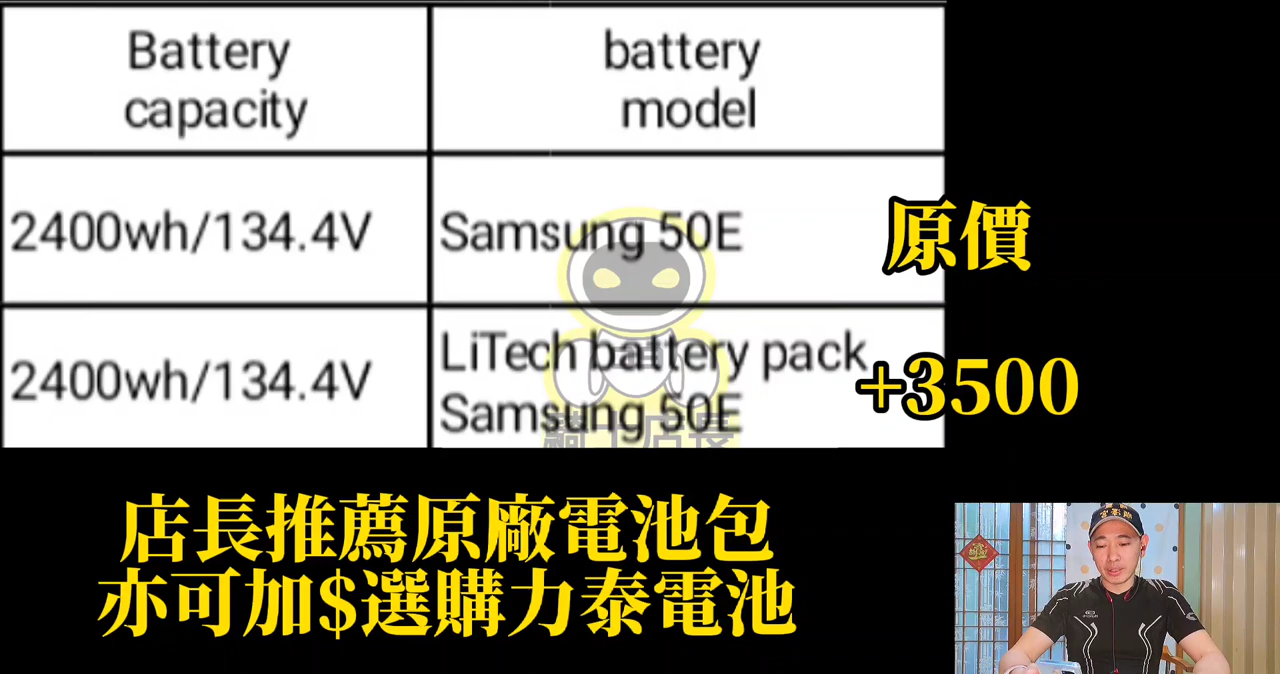 Battery capacity
battery model
2400wh/134.4V
Samsung 50E
原價
2400wh/134.4V
LiTech battery pack
Samsung 50E
+3500
店長推薦原廠電池包
亦可加$選購力泰電池